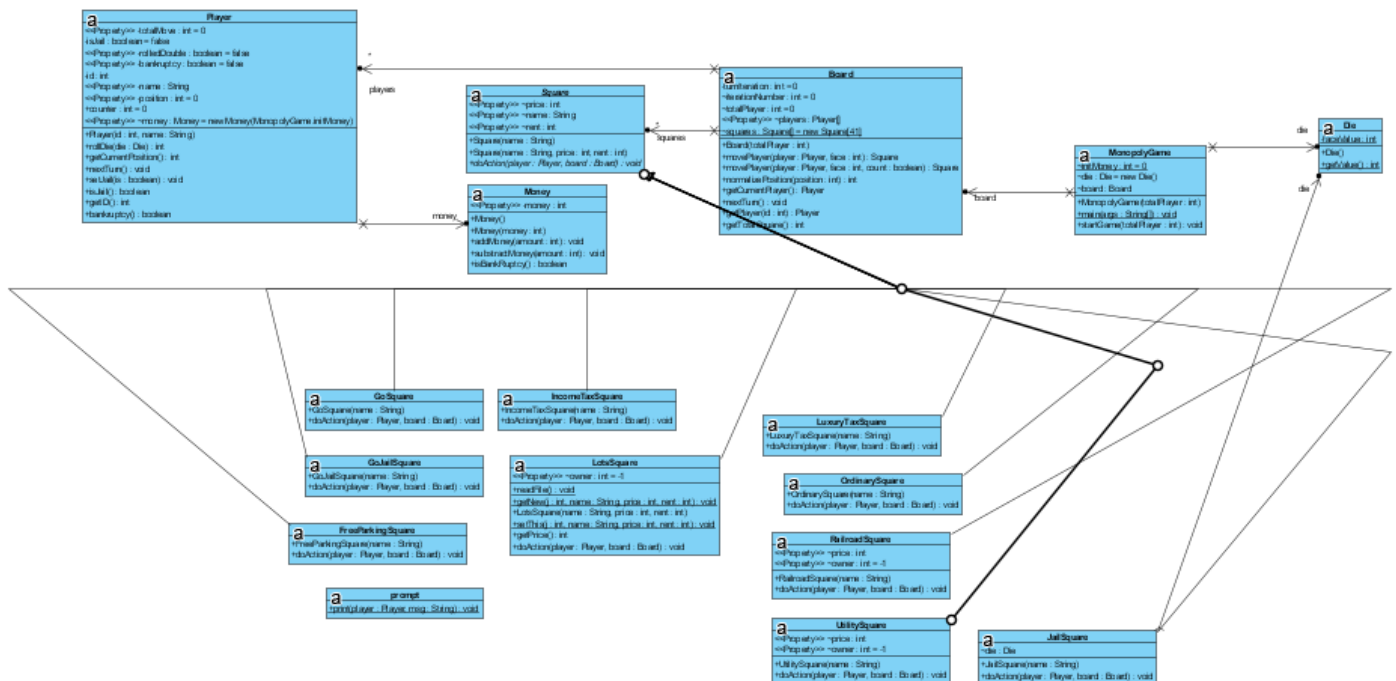 a Player
<<Property>> -totalMove : int = 0
-isJail : boolean = false
<<Property>> -rolledDouble : boolean = false
<<Property>> -bankruptcy : boolean = false
-id : int
<<Property>> -name : String
<<Property>> -position : int = 0
+counter : int = 0
<<Property>> ~money : Money = new Money(MonopolyGame.initMoney)
+Player(id : int, name : String)
+rollDie(die : Die) : int
+getCurrentPosition() : int
+nextTurn() : void
+setJail(is : boolean) : void
+isJail() : boolean
+getID() : int
+bankruptcy() : boolean
*
players
money
a Square
<<Property>> ~price : int
<<Property>> ~name : String
<<Property>> ~rent : int
+Square(name : String)
+Square(name : String, price : int, rent : int)
+doAction(player : Player, board : Board) : void
*
squares
a Money
<<Property>> ~money : int
+Money()
+Money(money : int)
+addMoney(amount : int) : void
+substractMoney(amount : int) : void
+isBankRuptcy() : boolean
a Board
~iterationNumber : int = 0
~totalPlayer : int = 0
<<Property>> ~players : Player[]
~squares : Square[] = new Square[41]
+Board(totalPlayer : int)
+movePlayer(player : Player, face : int) : Square
+movePlayer(player : Player, face : int, count : boolean) : Square
+normalizePosition(position : int) : int
+getCurrentPlayer() : Player
+nextTurn() : void
+getPlayer(id : int) : Player
+getTotalSquare() : int
board
a MonopolyGame
~initMoney : int = 0
~die : Die = new Die()
~board : Board
+MonopolyGame(totalPlayer : int)
+main(args : String[]) : void
+startGame(totalPlayer : int) : void
die
die
a Die
faceValue : int
+Die()
+getValue() : int
a GoSquare
+GoSquare(name : String)
+doAction(player : Player, board : Board) : void
a IncomeTaxSquare
+IncomeTaxSquare(name : String)
+doAction(player : Player, board : Board) : void
a GoJailSquare
+GoJailSquare(name : String)
+doAction(player : Player, board : Board) : void
a FreeParkingSquare
+FreeParkingSquare(name : String)
+doAction(player : Player, board : Board) : void
a prompt
+print(player : Player, msg : String) : void
a LotsSquare
<<Property>> ~owner : int = -1
+readFile() : void
+getNew(j : int, name : String, price : int, rent : int) : void
+LotsSquare(name : String, price : int, rent : int)
+setThis(j : int, name : String, price : int, rent : int) : void
+getPrice() : int
+doAction(player : Player, board : Board) : void
a LuxuryTaxSquare
+LuxuryTaxSquare(name : String)
+doAction(player : Player, board : Board) : void
a OrdinarySquare
+OrdinarySquare(name : String)
+doAction(player : Player, board : Board) : void
a RailroadSquare
<<Property>> ~price : int
<<Property>> ~owner : int = -1
+RailroadSquare(name : String)
+doAction(player : Player, board : Board) : void
a UtilitySquare
<<Property>> ~price : int
<<Property>> ~owner : int = -1
+UtilitySquare(name : String)
+doAction(player : Player, board : Board) : void
a JailSquare
~die : Die
+JailSquare(name : String)
+doAction(player : Player, board : Board) : void